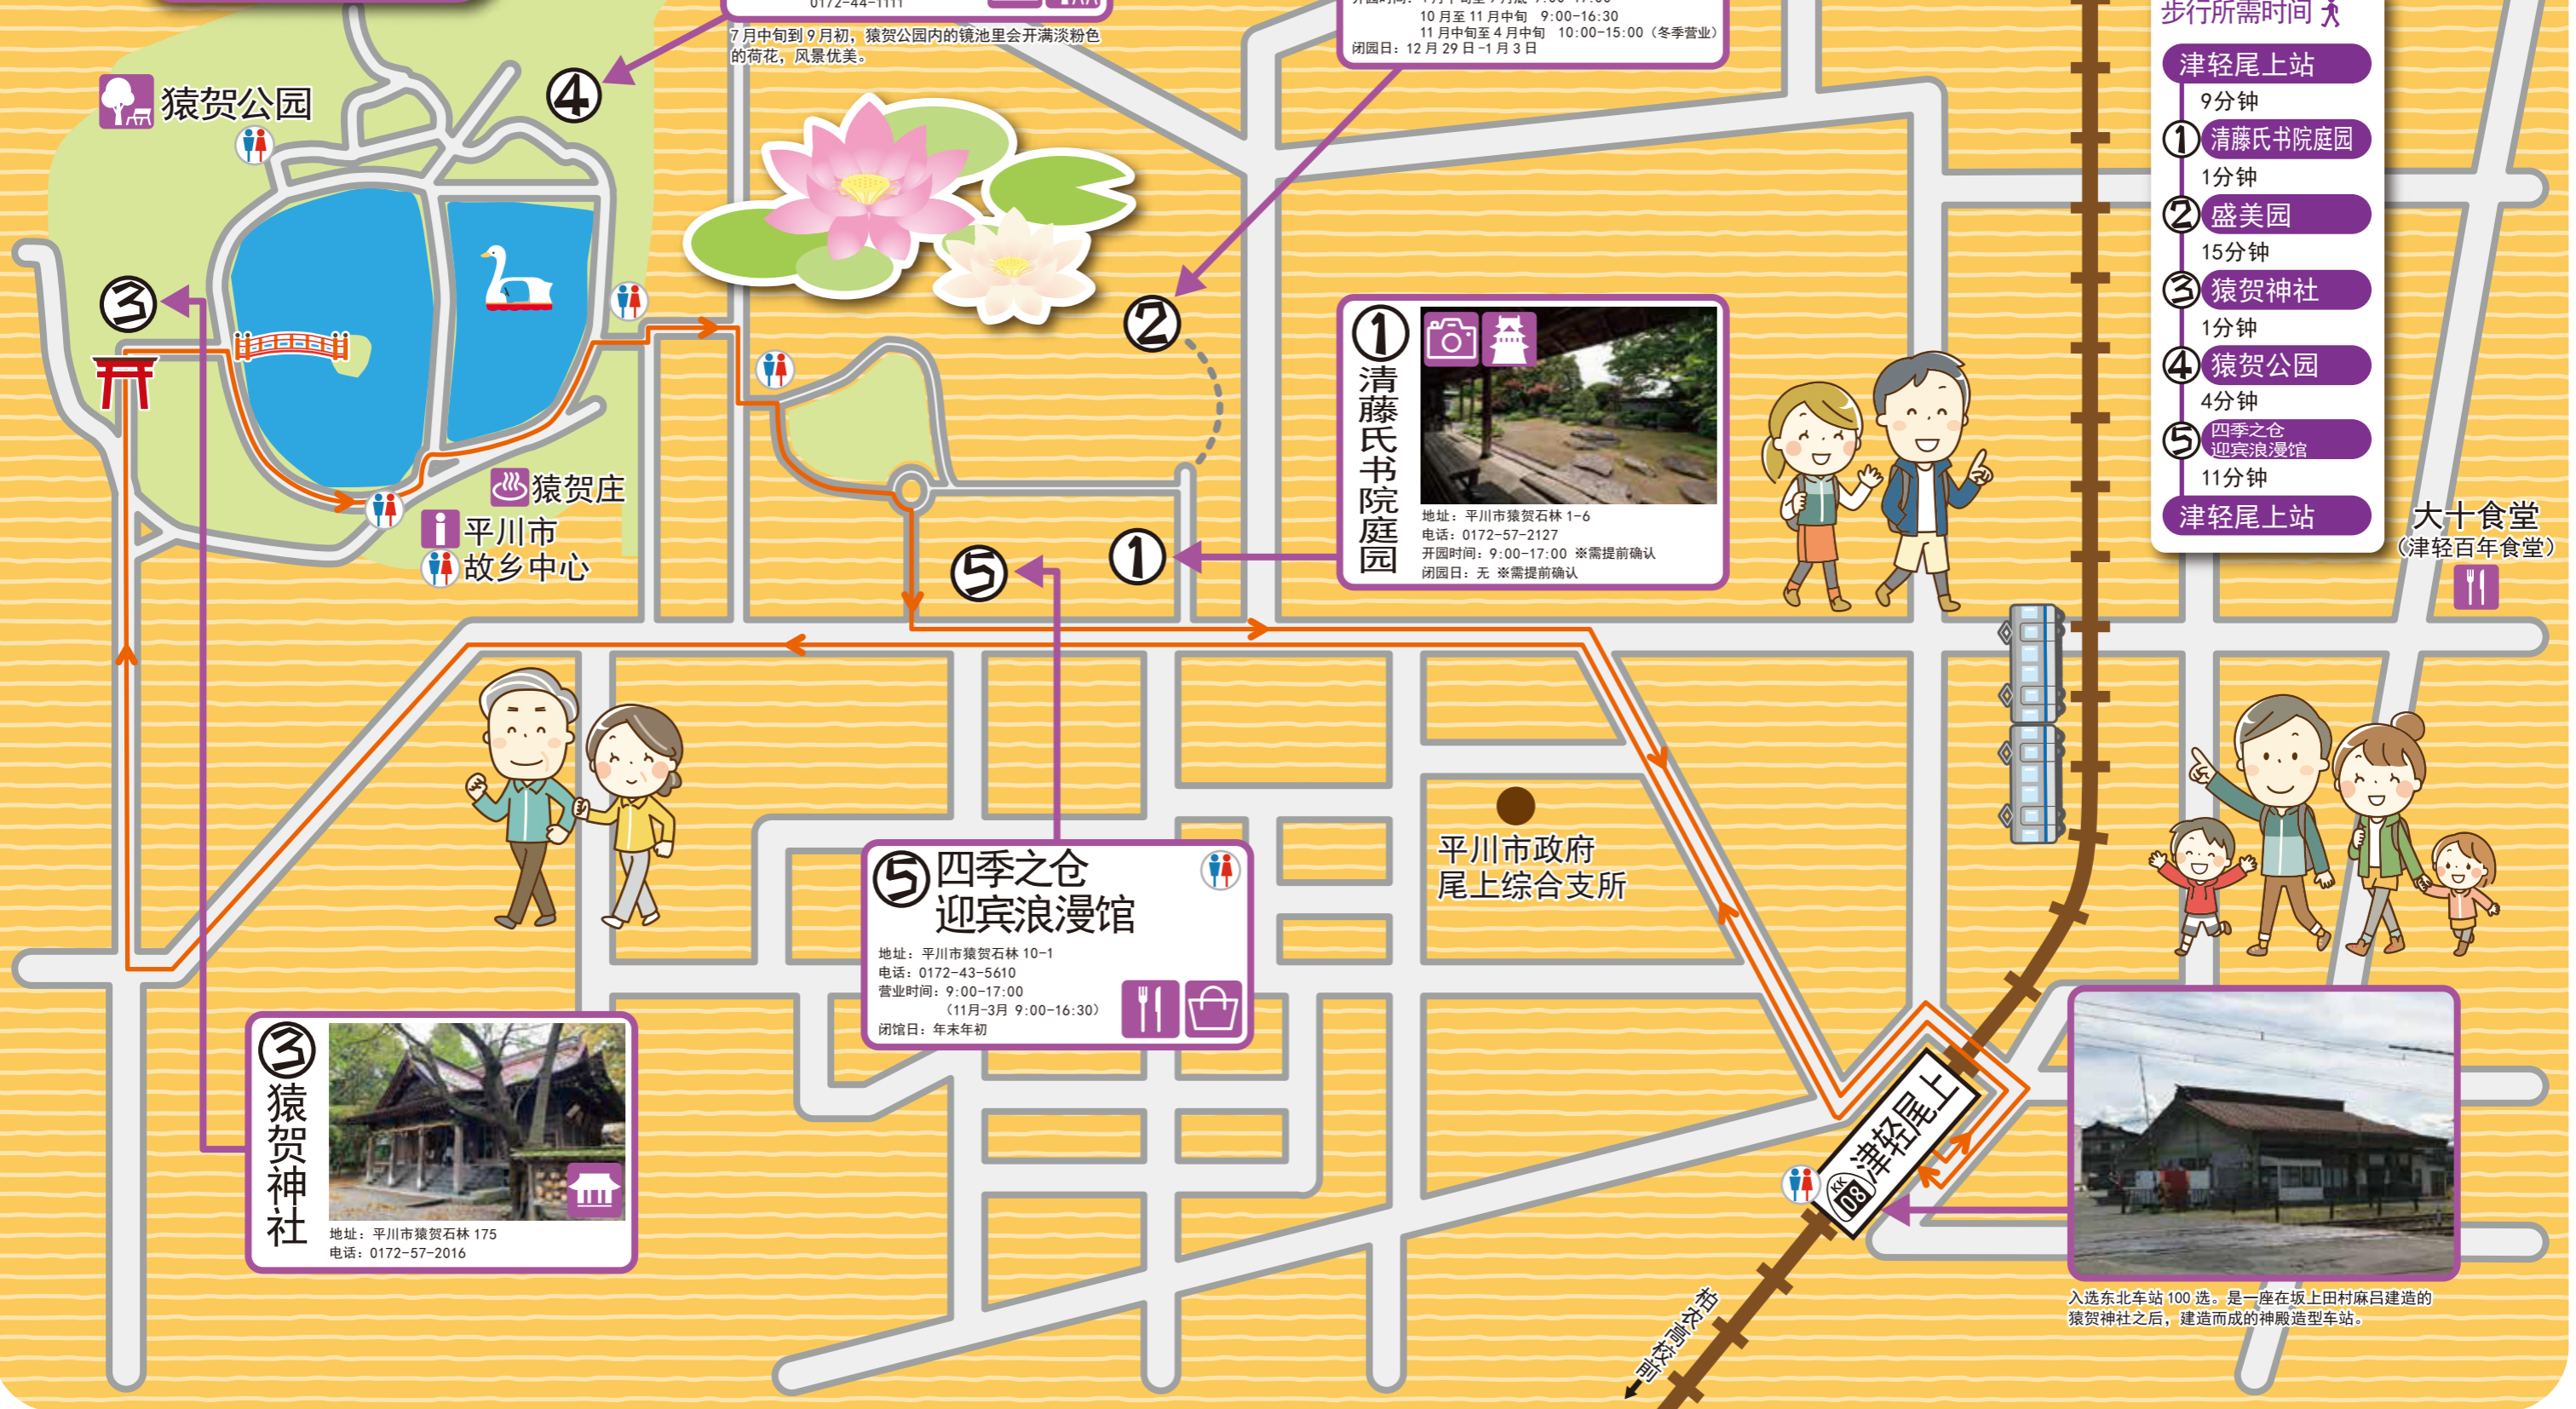 0172-44-1111
7月中旬到9月初，猿贺公园内的镜池里会开满淡粉色
的荷花，风景优美。
10月至11月中旬　9:00-16:30
11月中旬至4月中旬　10:00-15:00（冬季营业）
闭园日：12月29日-1月3日
步行所需时间
津轻尾上站
9分钟
① 清藤氏书院庭园
1分钟
② 盛美园
15分钟
③ 猿贺神社
1分钟
④ 猿贺公园
4分钟
⑤ 四季之仓
迎宾浪漫馆
11分钟
津轻尾上站
猿贺公园
④
③
②
①
清藤氏书院庭园
地址：平川市猿贺石林1-6
电话：0172-57-2127
开园时间：9:00-17:00 ※需提前确认
闭园日：无 ※需提前确认
猿贺庄
平川市
故乡中心
⑤
①
大十食堂
（津轻百年食堂）
⑤
四季之仓
迎宾浪漫馆
地址：平川市猿贺石林10-1
电话：0172-43-5610
营业时间：9:00-17:00
（11月-3月 9:00-16:30）
闭馆日：年末年初
平川市政府
尾上综合支所
③
猿贺神社
地址：平川市猿贺石林175
电话：0172-57-2016
津轻尾上
KK
08
柏农高校前
入选东北车站100选。是一座在坂上田村麻吕建造的
猿贺神社之后，建造而成的神殿造型车站。